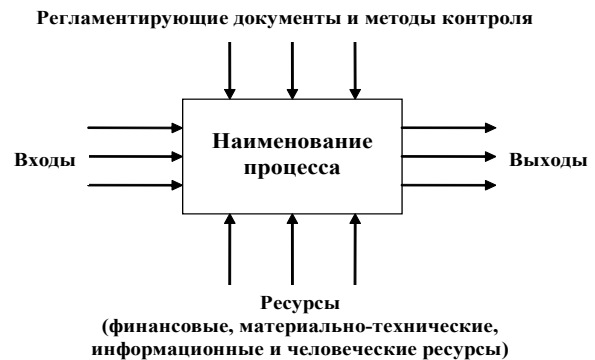 Регламентирующие документы и методы контроля
Наименование
процесса
Входы
Выходы
Ресурсы
(финансовые, материально-технические,
информационные и человеческие ресурсы)